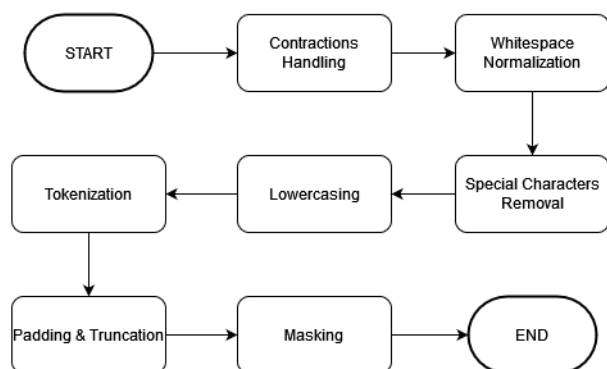 START
Contractions
Handling
Whitespace
Normalization
Special Characters
Removal
Lowercasing
Tokenization
Padding & Truncation
Masking
END